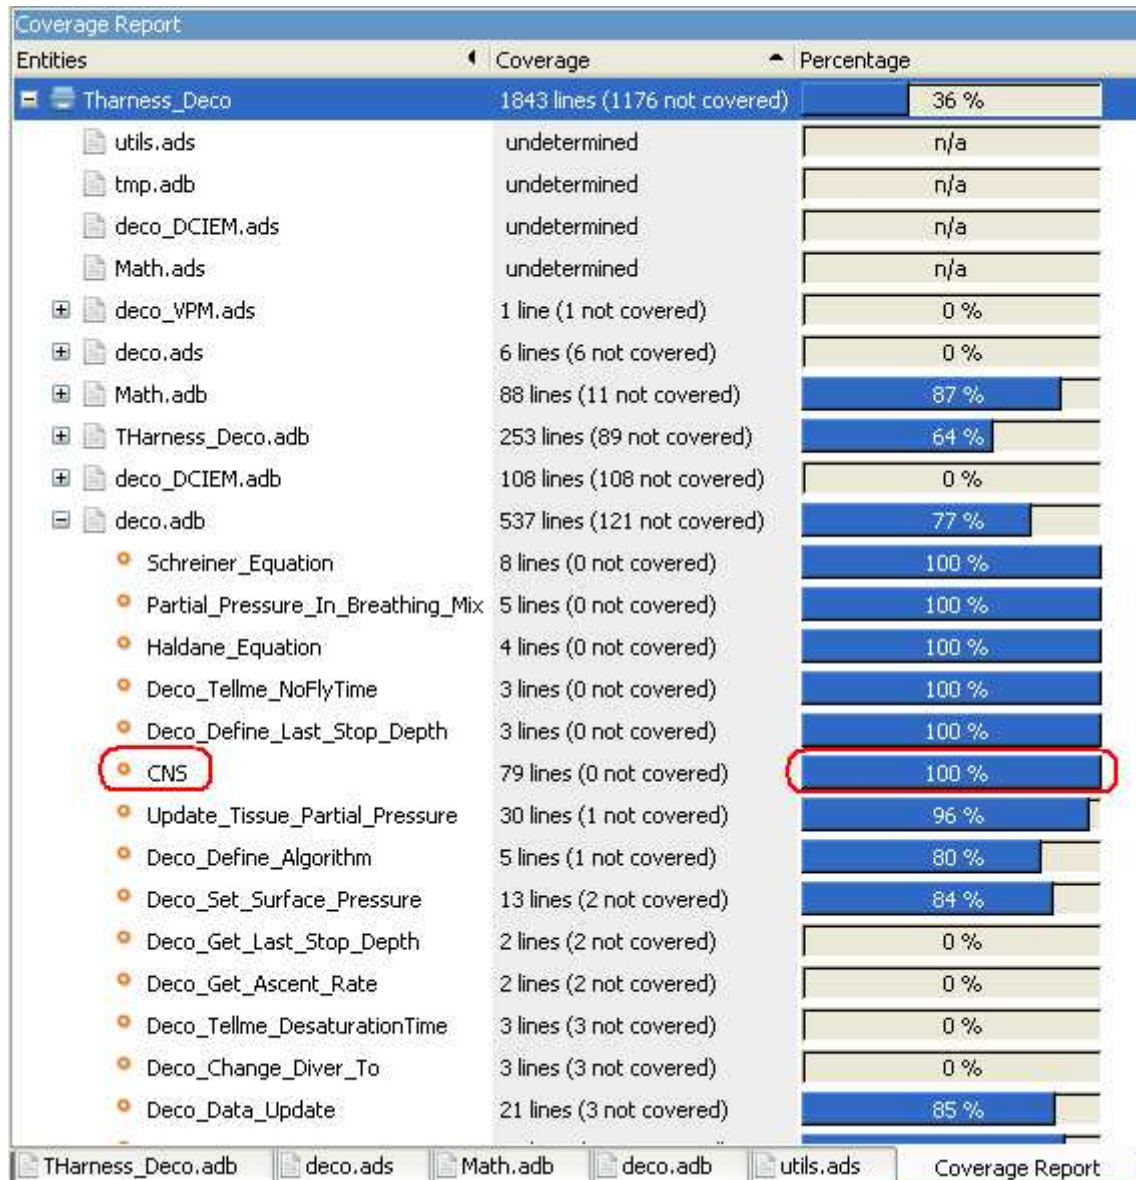 Coverage Report
Entities Coverage Percentage
Tharness_Deco 1843 lines (1176 not covered) 36 %
utils.ads undetermined n/a
tmp.adb undetermined n/a
deco_DCIEM.ads undetermined n/a
Math.ads undetermined n/a
deco_VPM.ads 1 line (1 not covered) 0 %
deco.ads 6 lines (6 not covered) 0 %
Math.adb 88 lines (11 not covered) 87 %
THarness_Deco.adb 253 lines (89 not covered) 64 %
deco_DCIEM.adb 108 lines (108 not covered) 0 %
deco.adb 537 lines (121 not covered) 77 %
Schreiner_Equation 8 lines (0 not covered) 100 %
Partial_Pressure_In_Breathing_Mix 5 lines (0 not covered) 100 %
Haldane_Equation 4 lines (0 not covered) 100 %
Deco_Tellme_NoFlyTime 3 lines (0 not covered) 100 %
Deco_Define_Last_Stop_Depth 3 lines (0 not covered) 100 %
CNS 79 lines (0 not covered) 100 %
Update_Tissue_Partial_Pressure 30 lines (1 not covered) 96 %
Deco_Define_Algorithm 5 lines (1 not covered) 80 %
Deco_Set_Surface_Pressure 13 lines (2 not covered) 84 %
Deco_Get_Last_Stop_Depth 2 lines (2 not covered) 0 %
Deco_Get_Ascent_Rate 2 lines (2 not covered) 0 %
Deco_Tellme_DesaturationTime 3 lines (3 not covered) 0 %
Deco_Change_Diver_To 3 lines (3 not covered) 0 %
Deco_Data_Update 21 lines (3 not covered) 85 %
THarness_Deco.adb deco.ads Math.adb deco.adb utils.ads Coverage Report